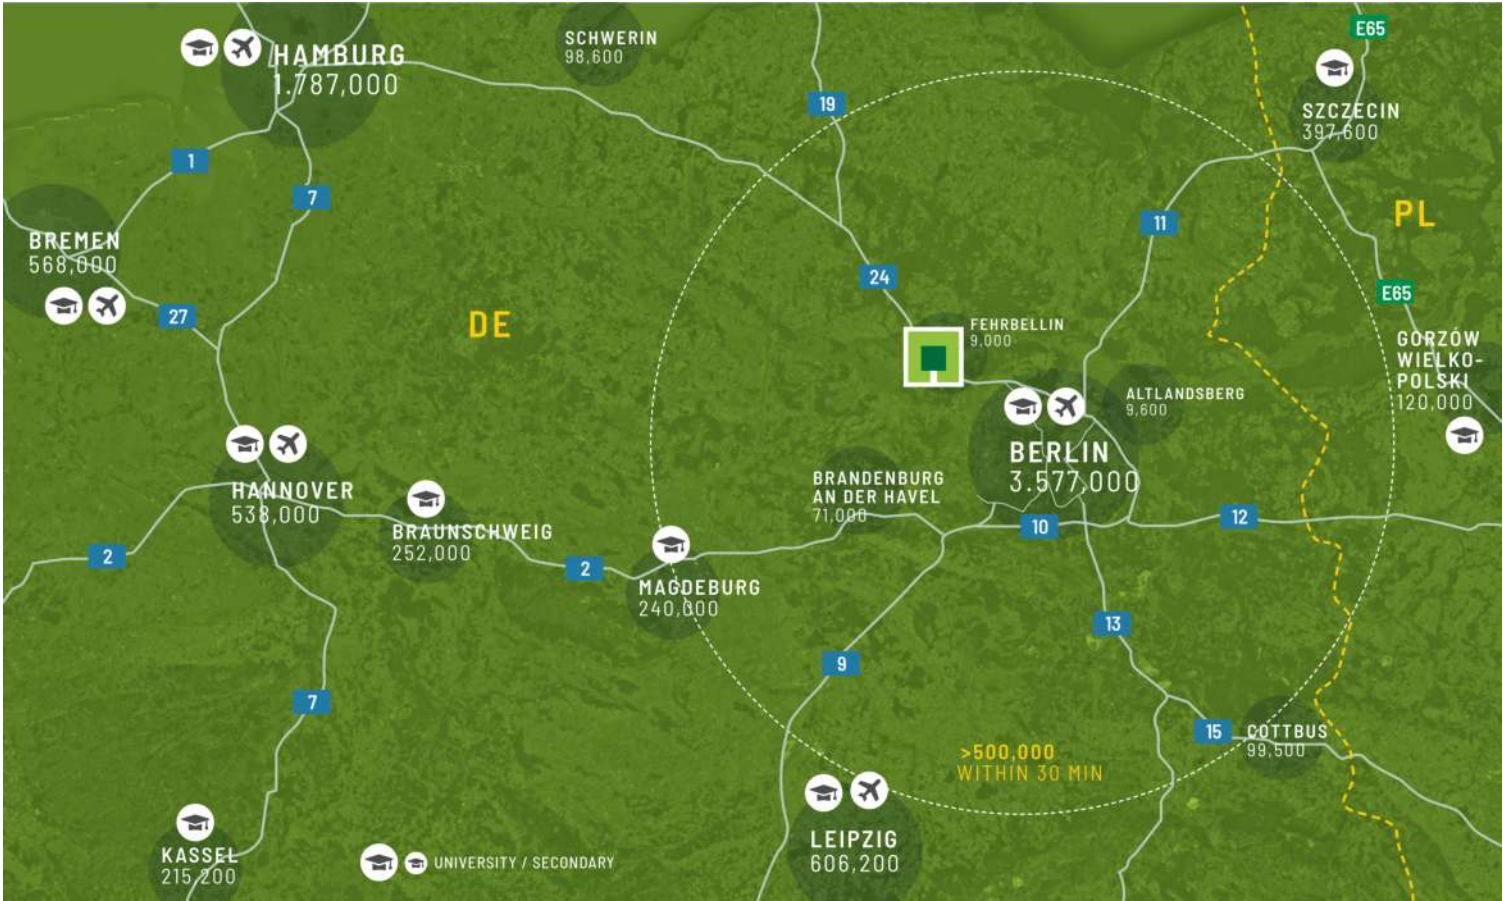 HAMBURG
1.787,000
SCHWERIN
98,600
19
E65
SZCZECIN
397,600
1
7
11
PL
BREMEN
568,000
27
DE
24
E65
FEHRBELLIN
9,000
GORZÓW
WIELKO-
POLSKI
120,000
ALTLANDSBERG
9,600
BERLIN
3.577,000
HANNOVER
538,000
BRAUNSCHWEIG
252,000
BRANDENBURG
AN DER HAVEL
71,000
10
12
2
2
MAGDEBURG
240,000
13
9
7
15
COTTBUS
99,500
>500,000
WITHIN 30 MIN
LEIPZIG
606,200
KASSEL
215,200
UNIVERSITY / SECONDARY